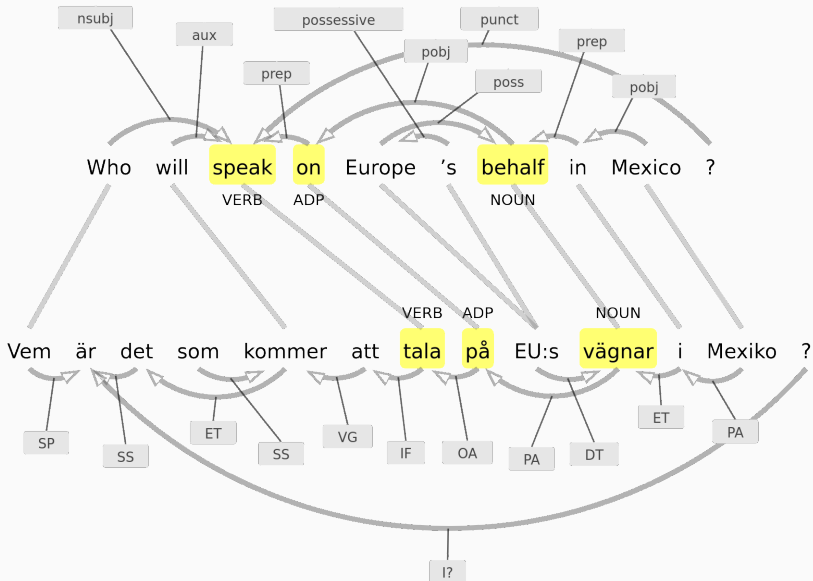 nsubj
aux
possessive
punct
prep
pobj
poss
prep
pobj
Who will speak on Europe ’s behalf in Mexico ?
VERB ADP NOUN
VERB ADP NOUN
Vem är det som kommer att tala på EU:s vägnar i Mexiko ?
SP
SS
ET
SS
VG
IF
OA
PA
DT
ET
PA
I?